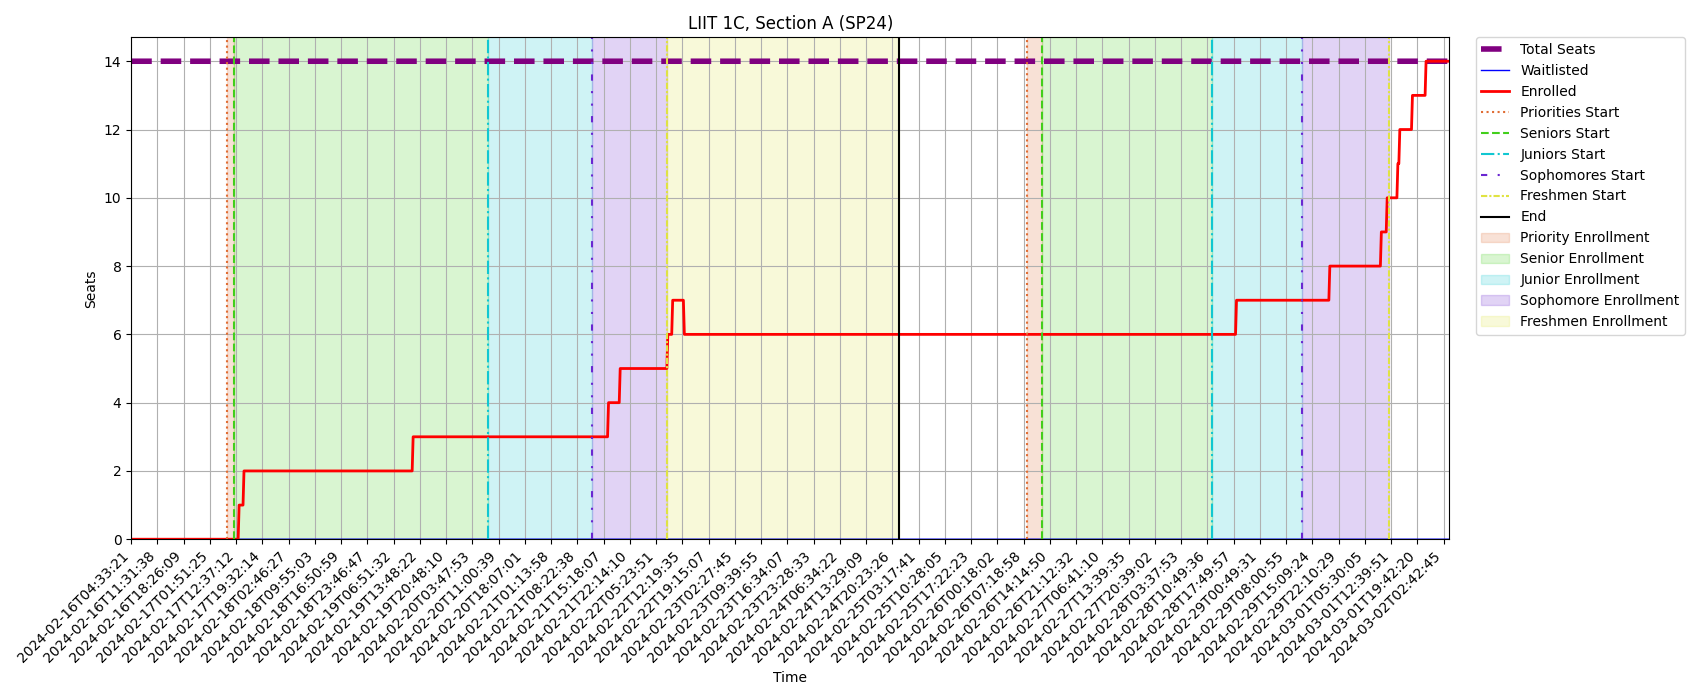 LIIT 1C, Section A (SP24)
Seats
14
12
10
8
6
4
2
0
2024-02-16T04:33:21
2024-02-16T11:31:38
2024-02-16T18:26:09
2024-02-17T01:51:25
2024-02-17T12:37:12
2024-02-17T19:32:14
2024-02-18T02:46:27
2024-02-18T09:55:03
2024-02-18T16:50:59
2024-02-18T23:46:47
2024-02-19T06:51:32
2024-02-19T13:48:22
2024-02-19T20:48:10
2024-02-20T03:47:53
2024-02-20T11:00:39
2024-02-20T18:07:01
2024-02-21T01:13:58
2024-02-21T08:22:38
2024-02-21T15:18:07
2024-02-21T22:14:10
2024-02-22T05:23:51
2024-02-22T12:19:35
2024-02-22T19:15:07
2024-02-23T02:27:45
2024-02-23T09:39:55
2024-02-23T16:34:07
2024-02-23T23:28:33
2024-02-24T06:34:22
2024-02-24T13:29:09
2024-02-24T20:23:26
2024-02-25T03:17:41
2024-02-25T10:28:05
2024-02-25T17:22:23
2024-02-26T00:18:02
2024-02-26T07:18:58
2024-02-26T14:14:50
2024-02-26T21:12:32
2024-02-27T06:41:10
2024-02-27T13:39:35
2024-02-27T20:39:02
2024-02-28T03:37:53
2024-02-28T10:49:36
2024-02-28T17:49:57
2024-02-29T00:49:31
2024-02-29T08:00:55
2024-02-29T15:09:24
2024-02-29T22:10:29
2024-03-01T05:30:05
2024-03-01T12:39:51
2024-03-01T19:42:20
2024-03-02T02:42:45
Time
Total Seats
Waitlisted
Enrolled
Priorities Start
Seniors Start
Juniors Start
Sophomores Start
Freshmen Start
End
Priority Enrollment
Senior Enrollment
Junior Enrollment
Sophomore Enrollment
Freshmen Enrollment